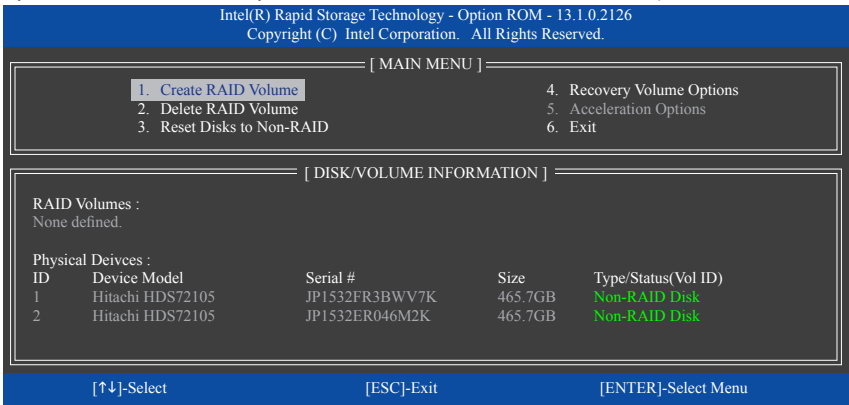 Intel(R) Rapid Storage Technology - Option ROM - 13.1.0.2126
Copyright (C) Intel Corporation. All Rights Reserved.
[ MAIN MENU ]
1. Create RAID Volume 4. Recovery Volume Options
2. Delete RAID Volume 5. Acceleration Options
3. Reset Disks to Non-RAID 6. Exit
[ DISK/VOLUME INFORMATION ]
RAID Volumes :
None defined.
Physical Deivces :
ID Device Model Serial # Size Type/Status(Vol ID)
1 Hitachi HDS72105 JP1532FR3BWV7K 465.7GB Non-RAID Disk
2 Hitachi HDS72105 JP1532ER046M2K 465.7GB Non-RAID Disk
[↑↓]-Select [ESC]-Exit [ENTER]-Select Menu